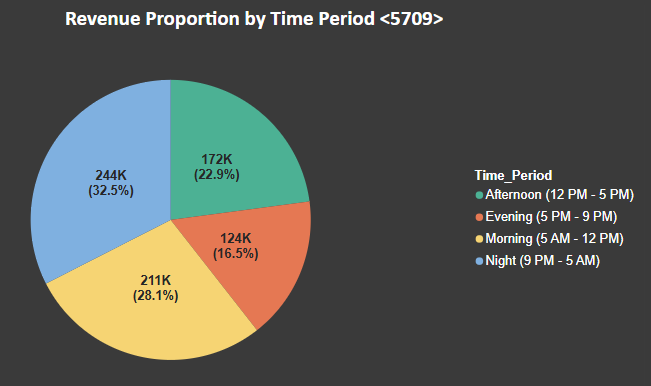 Revenue Proportion by Time Period <5709>
172K
(22.9%)
244K
(32.5%)
124K
(16.5%)
211K
(28.1%)
Time_Period
Afternoon (12 PM - 5 PM)
Evening (5 PM - 9 PM)
Morning (5 AM - 12 PM)
Night (9 PM - 5 AM)